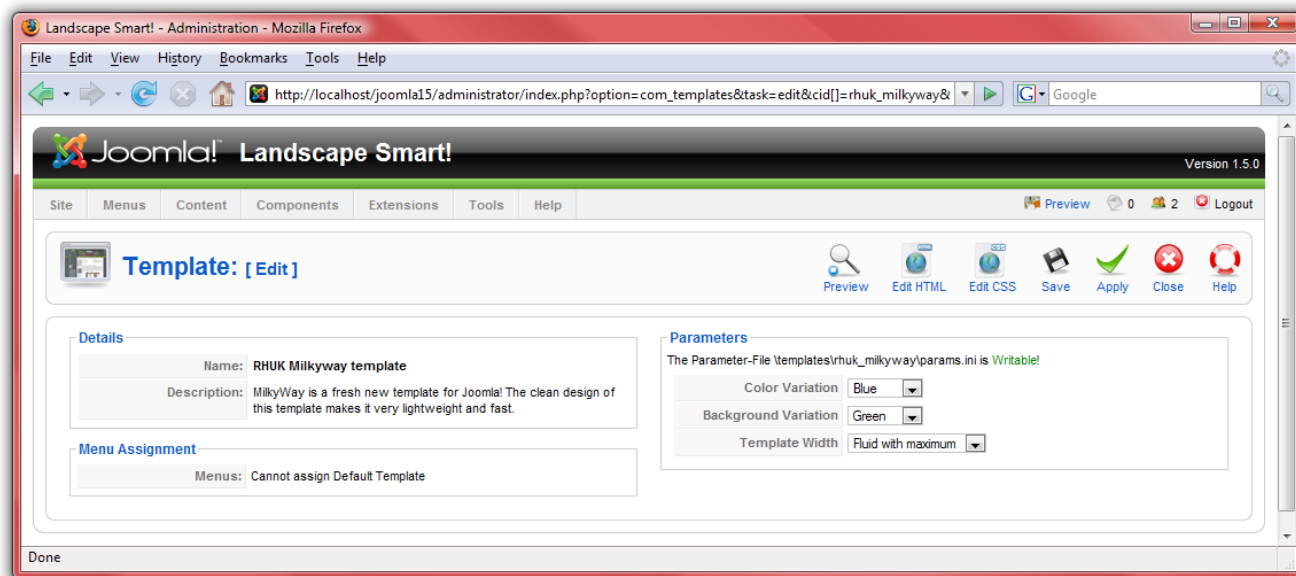 Landscape Smart! - Administration - Mozilla Firefox
File Edit View History Bookmarks Tools Help
http://localhost/joomla15/administrator/index.php?option=com_templates&task=edit&cid[]=rhuk_milkyway& G Google
Joomla!™ Landscape Smart!
Version 1.5.0
Site Menus Content Components Extensions Tools Help Preview 0 2 Logout
Template: [ Edit ]
Preview Edit HTML Edit CSS Save Apply Close Help
Details
Name: RHUK Milkyway template
Description: MilkyWay is a fresh new template for Joomla! The clean design of
this template makes it very lightweight and fast.
Menu Assignment
Menus: Cannot assign Default Template
Parameters
The Parameter-File \templates\rhuk_milkyway\params.ini is Writable!
Color Variation Blue
Background Variation Green
Template Width Fluid with maximum
Done